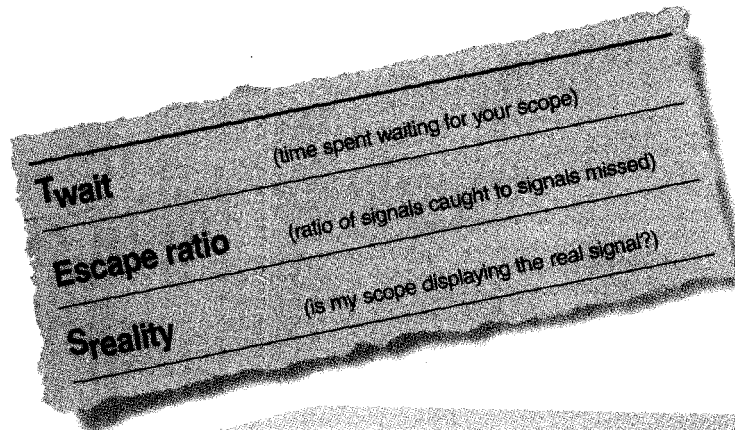 Twait (time spent waiting for your scope)
Escape ratio (ratio of signals caught to signals missed)
Sreality (is my scope displaying the real signal?)